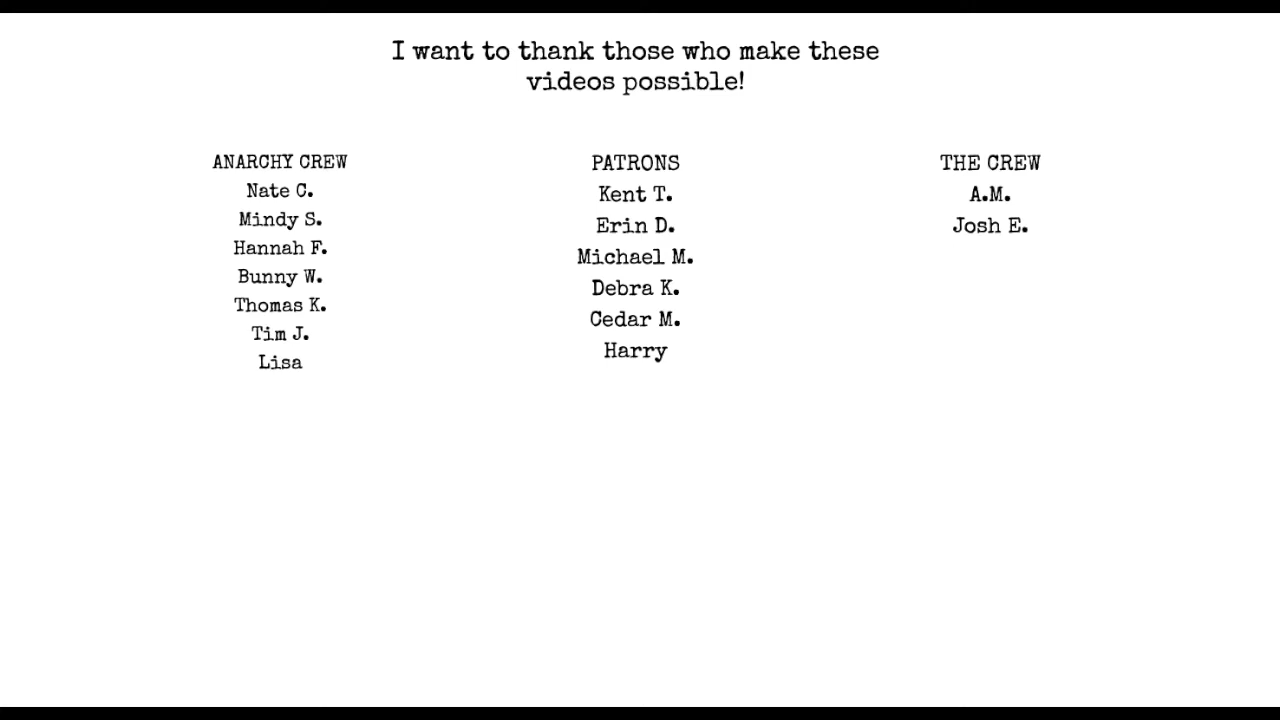 I want to thank those who make these
videos possible!
ANARCHY CREW
Nate C.
Mindy S.
Hannah F.
Bunny W.
Thomas K.
Tim J.
Lisa
PATRONS
Kent T.
Erin D.
Michael M.
Debra K.
Cedar M.
Harry
THE CREW
A.M.
Josh E.